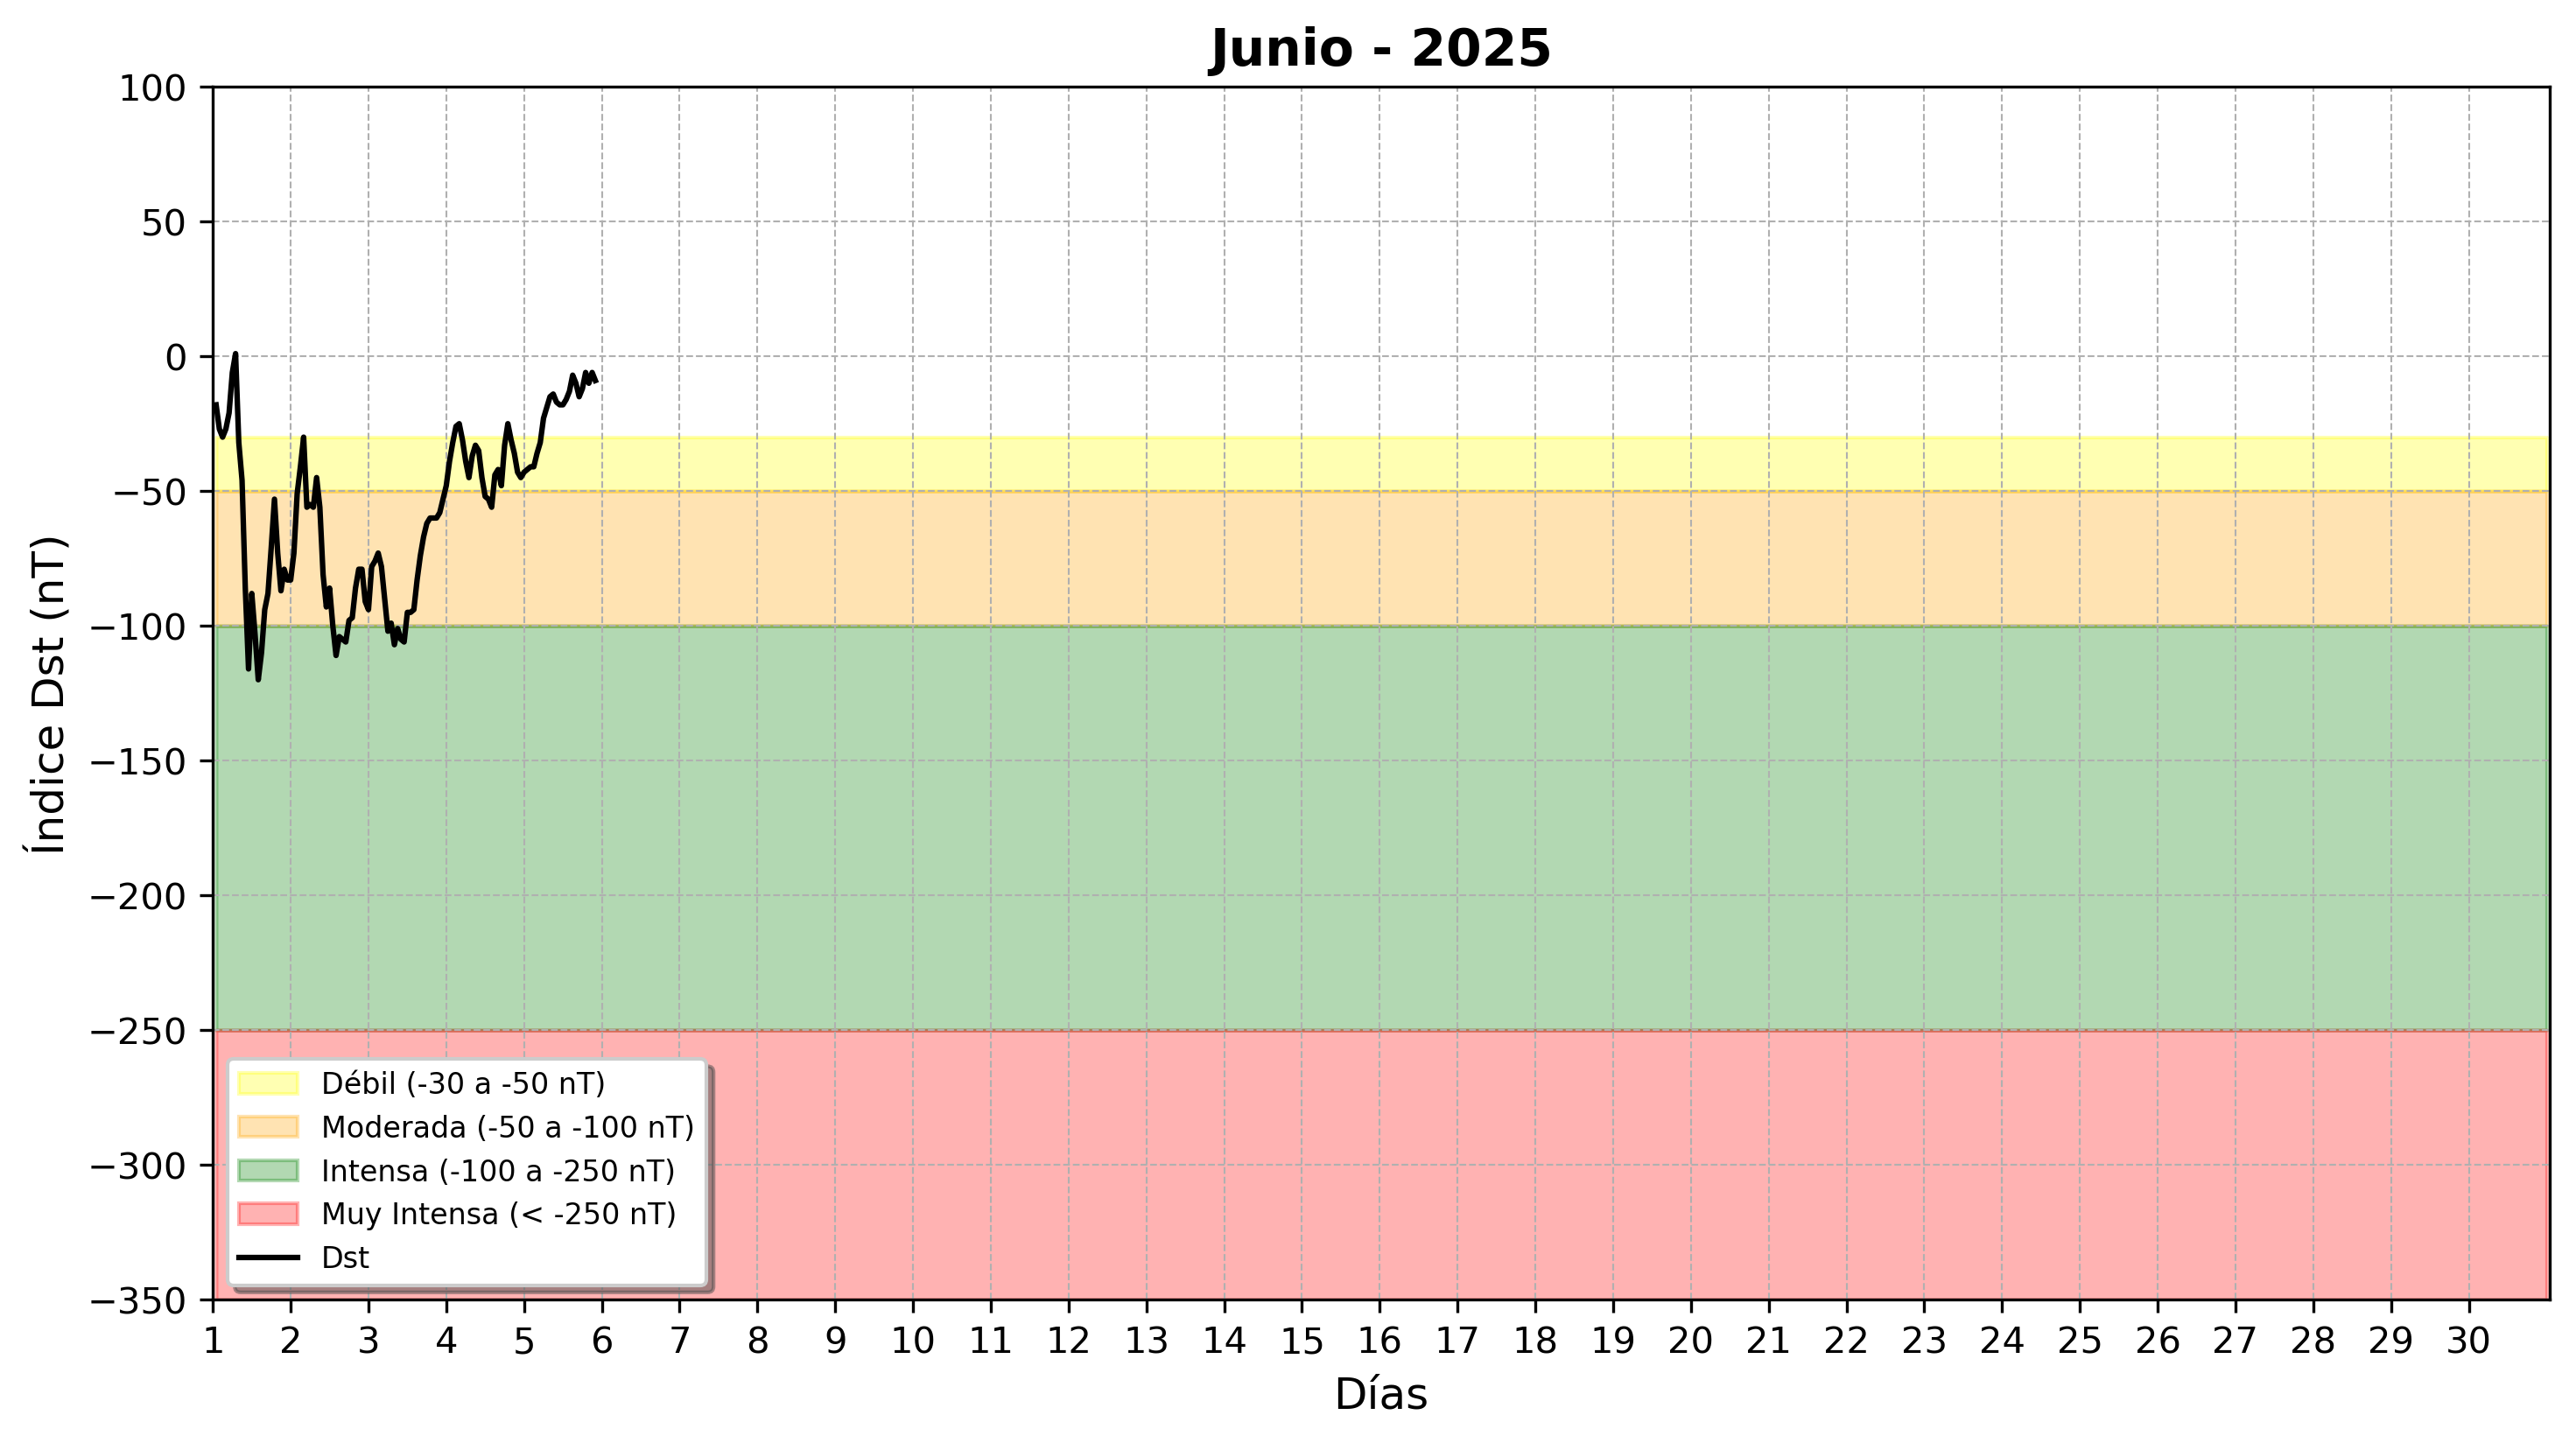 Junio - 2025
100
50
0
−50
−100
−150
−200
−250
−300
−350
Índice Dst (nT)
Débil (-30 a -50 nT)
Moderada (-50 a -100 nT)
Intensa (-100 a -250 nT)
Muy Intensa (< -250 nT)
Dst
1 2 3 4 5 6 7 8 9 10 11 12 13 14 15 16 17 18 19 20 21 22 23 24 25 26 27 28 29 30
Días